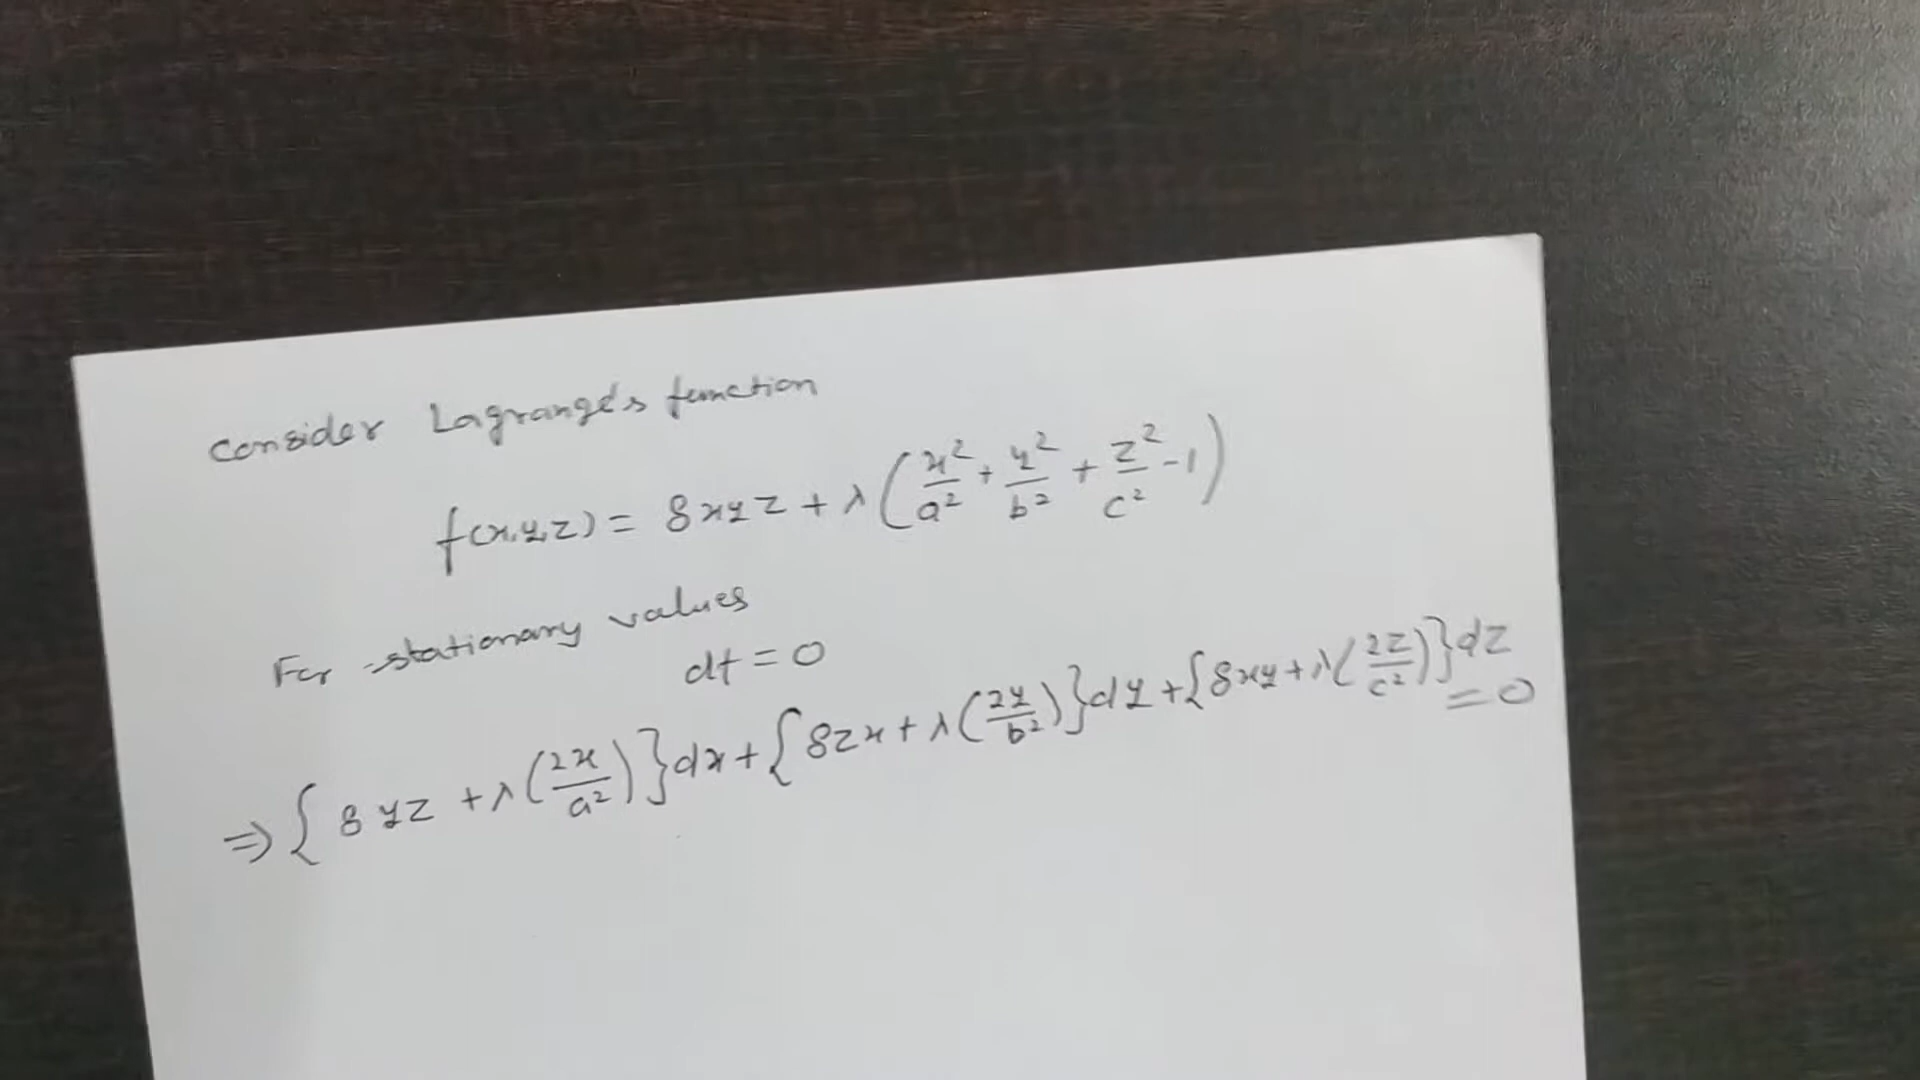 Consider Lagrange's function
f(x,y,z) = 8xyz + λ(x²/a² + y²/b² + z²/c² - 1)
For stationary values
df = 0
⇒ {8yz + λ(2x/a²)}dx + {8zx + λ(2y/b²)}dy + {8xy + λ(2z/c²)}dz
= 0